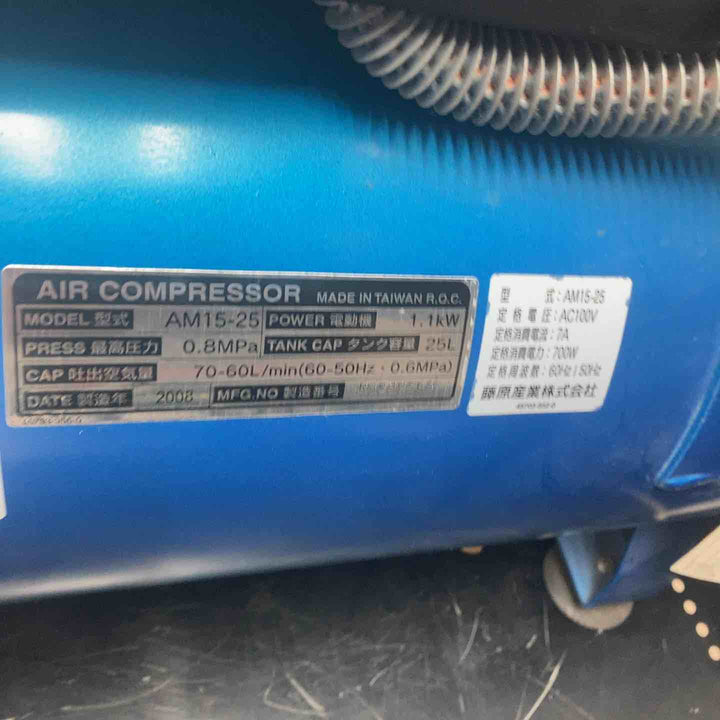 AIR COMPRESSOR MADE IN TAIWAN R.O.C.
MODEL 型式 AM15-25 POWER 電動機 1.1kW
PRESS 最高圧力 0.8MPa TANK CAP タンク容量 25L
CAP 吐出空気量 70-60L/min(60-50Hz・0.6MPa)
DATE 製造年 2008 MFG.NO 製造番号
型 式:AM15-25
定格電圧:AC100V
定格消費電流:7A
定格消費電力:700W
定格周波数:60Hz/50Hz
藤原産業株式会社